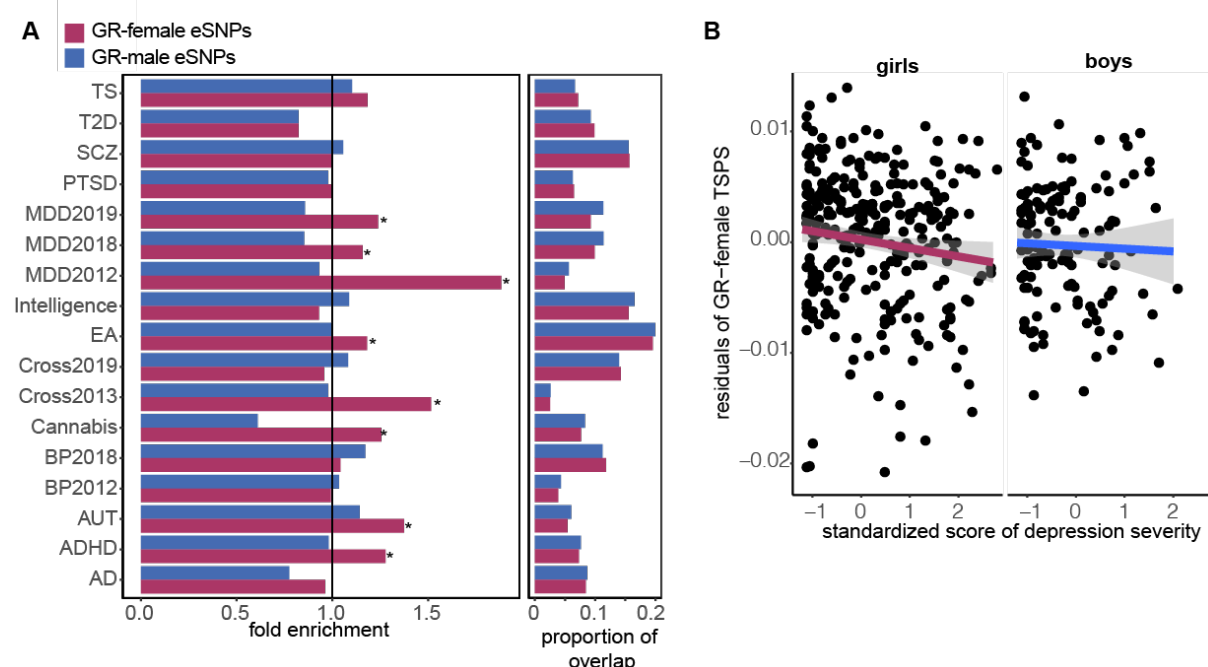 A
GR-female eSNPs
GR-male eSNPs
TS
T2D
SCZ
PTSD
MDD2019
MDD2018
MDD2012
Intelligence
EA
Cross2019
Cross2013
Cannabis
BP2018
BP2012
AUT
ADHD
AD
*
*
*
*
*
*
*
*
0.0 0.5 1.0 1.5
fold enrichment
0 0.1 0.2
proportion of
overlap
B
girls boys
residuals of GR-female TSPS
0.01
0.00
−0.01
−0.02
−1 0 1 2 −1 0 1 2
standardized score of depression severity